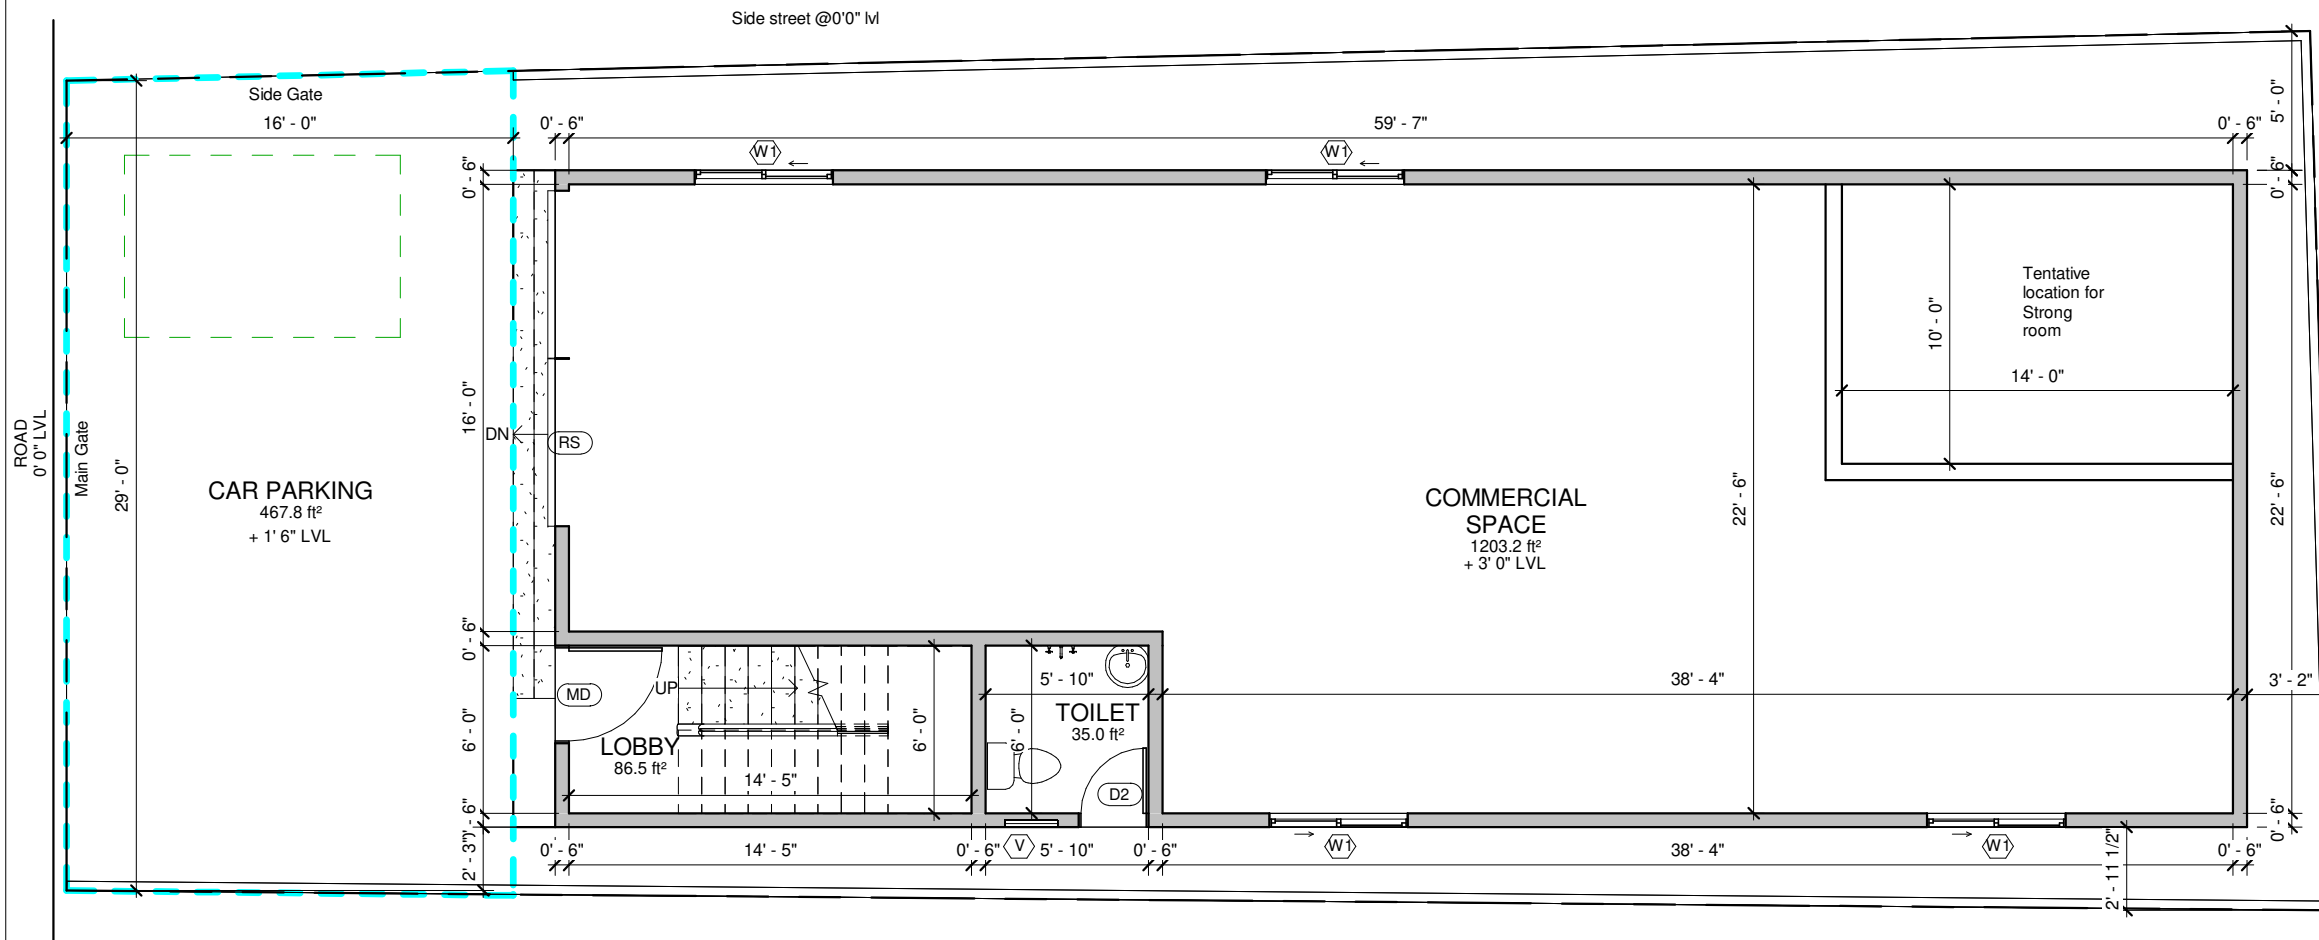 Side street @0'0" lvl
Side Gate
16' - 0"
0' - 6"
59' - 7"
0' - 6"
5' - 0"
W1
W1
0' - 6"
0' - 6"
Tentative
location for
Strong
room
10' - 0"
14' - 0"
ROAD
0' 0" LVL
Main Gate
29' - 0"
CAR PARKING
467.8 ft²
+ 1' 6" LVL
16' - 0"
DN
RS
COMMERCIAL
SPACE
1203.2 ft²
+ 3' 0" LVL
22' - 6"
22' - 6"
0' - 6"
MD
UP
LOBBY
86.5 ft²
14' - 5"
6' - 0"
6' - 0"
5' - 10"
TOILET
35.0 ft²
6' - 0"
D2
38' - 4"
3' - 2"
0' - 6"
2' - 3"
0' - 6"
14' - 5"
0' - 6"
V
5' - 10"
0' - 6"
W1
38' - 4"
W1
0' - 6"
0' - 6"
2' - 11 1/2"